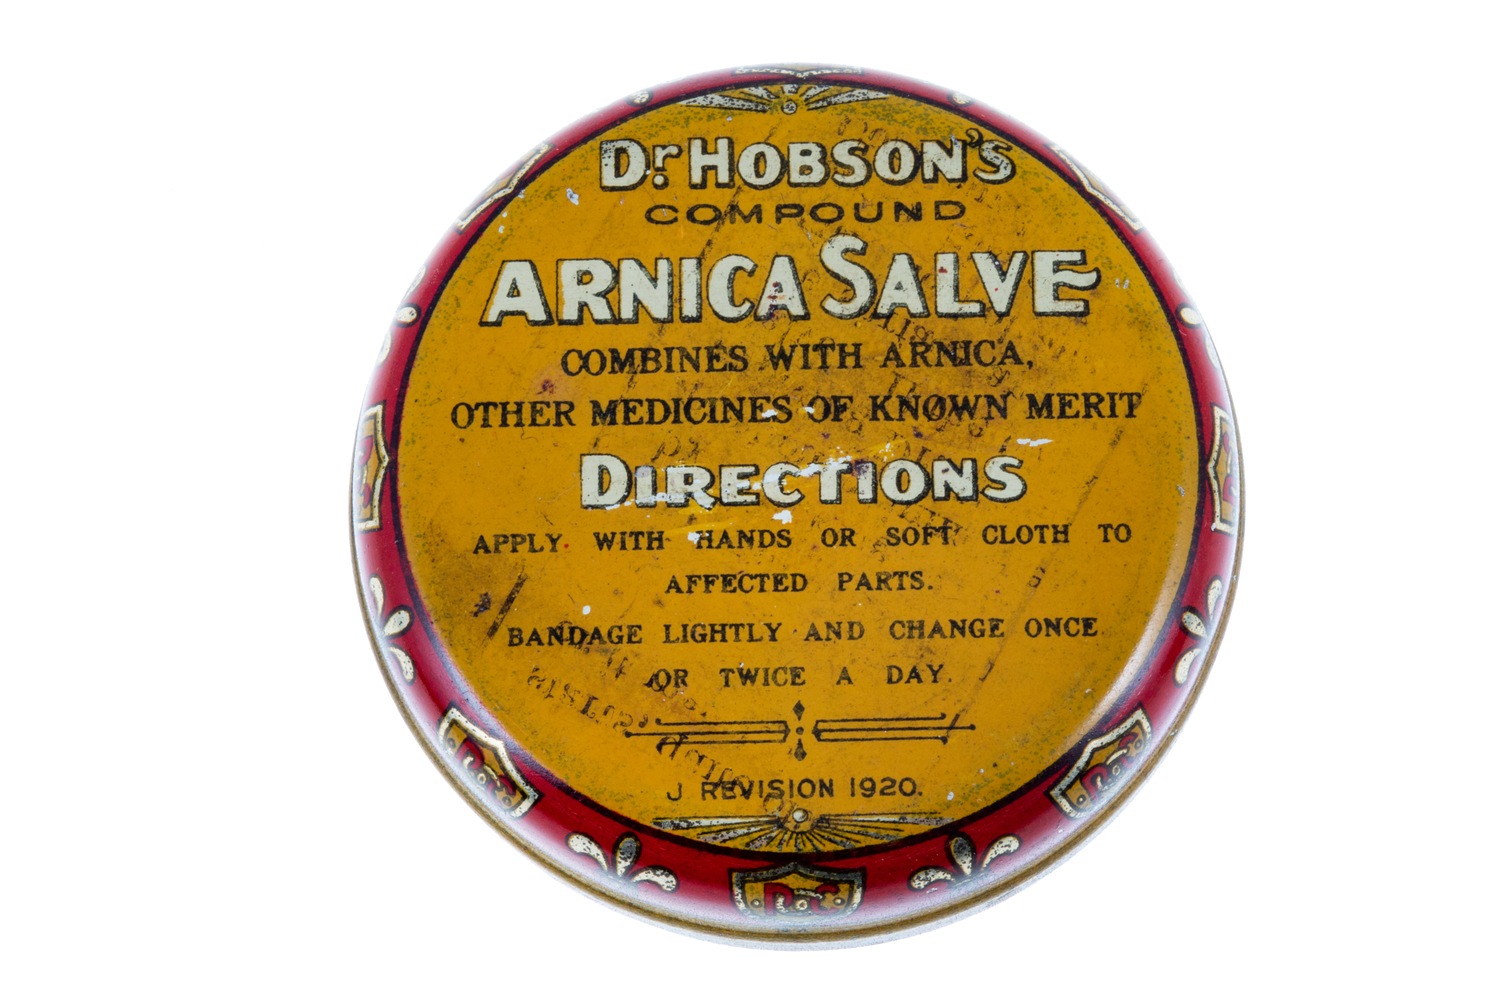 Dr. HOBSON'S
COMPOUND
ARNICA SALVE
COMBINES WITH ARNICA,
OTHER MEDICINES OF KNOWN MERIT
DIRECTIONS
APPLY WITH HANDS OR SOFT CLOTH TO
AFFECTED PARTS.
BANDAGE LIGHTLY AND CHANGE ONCE
OR TWICE A DAY.
J REVISION 1920.